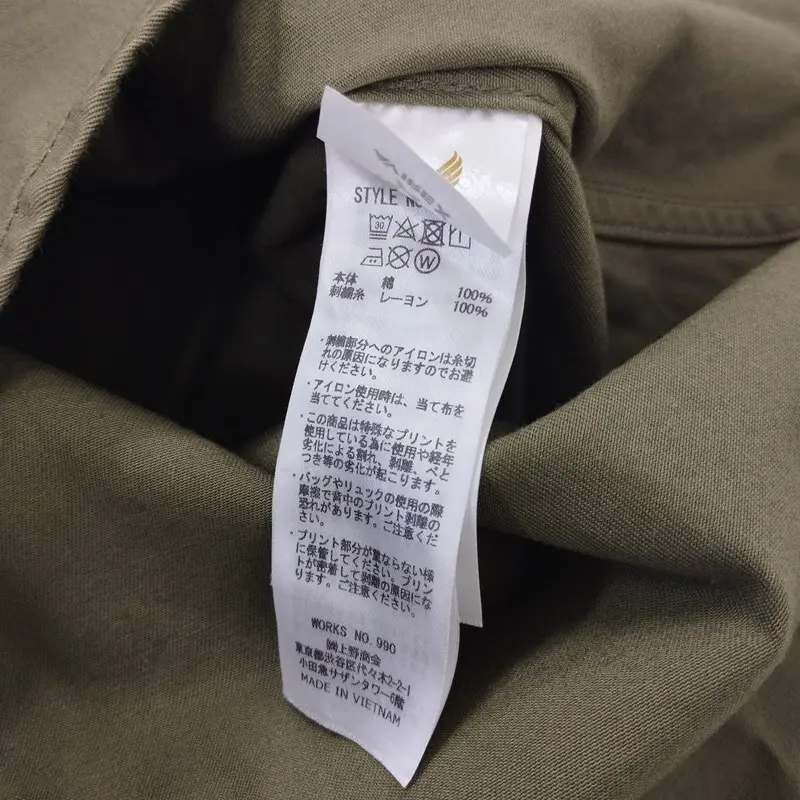 STYLE No
30
W
本体 綿 100%
刺繍糸 レーヨン 100%
・刺繍部分へのアイロンは糸切
れの原因になりますのでお避
けください。
・アイロン使用時は、当て布を
当ててください。
・この商品は特殊なプリントを
使用している為に使用や経年
劣化による割れ、剥離、べと
つき等の劣化が起こります。
・バッグやリュックの使用の際
摩擦で背中のプリント剥離の
恐れがあります。ご注意くだ
さい。
・プリント部分が重ならない様
に保管してください。プリン
トが密着して剥離の原因にな
ります。ご注意ください。
WORKS NO.990
㈱上野商会
東京都渋谷区代々木2-2-1
小田急サザンタワー6階
MADE IN VIETNAM